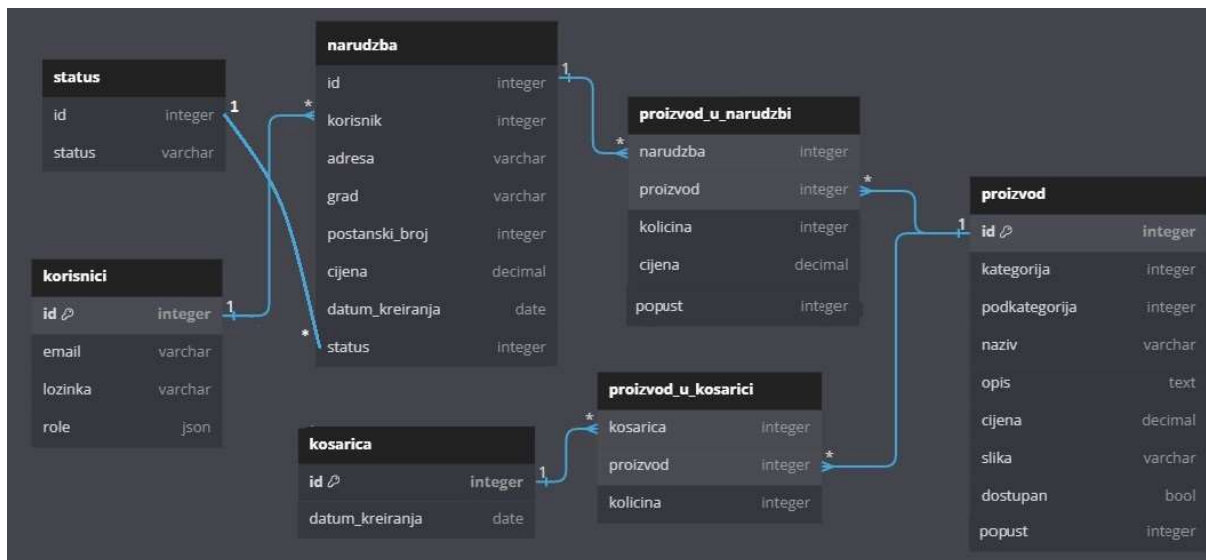 status
id integer
status varchar
korisnici
id integer
email varchar
lozinka varchar
role json
narudzba
id integer
korisnik integer
adresa varchar
grad varchar
postanski_broj integer
cijena decimal
datum_kreiranja date
status integer
kosarica
id integer
datum_kreiranja date
proizvod_u_narudzbi
narudzba integer
proizvod integer
kolicina integer
cijena decimal
popust integer
proizvod_u_kosarici
kosarica integer
proizvod integer
kolicina integer
proizvod
id integer
kategorija integer
podkategorija integer
naziv varchar
opis text
cijena decimal
slika varchar
dostupan bool
popust integer
1
*
1
*
1
*
*
1
1
*
*